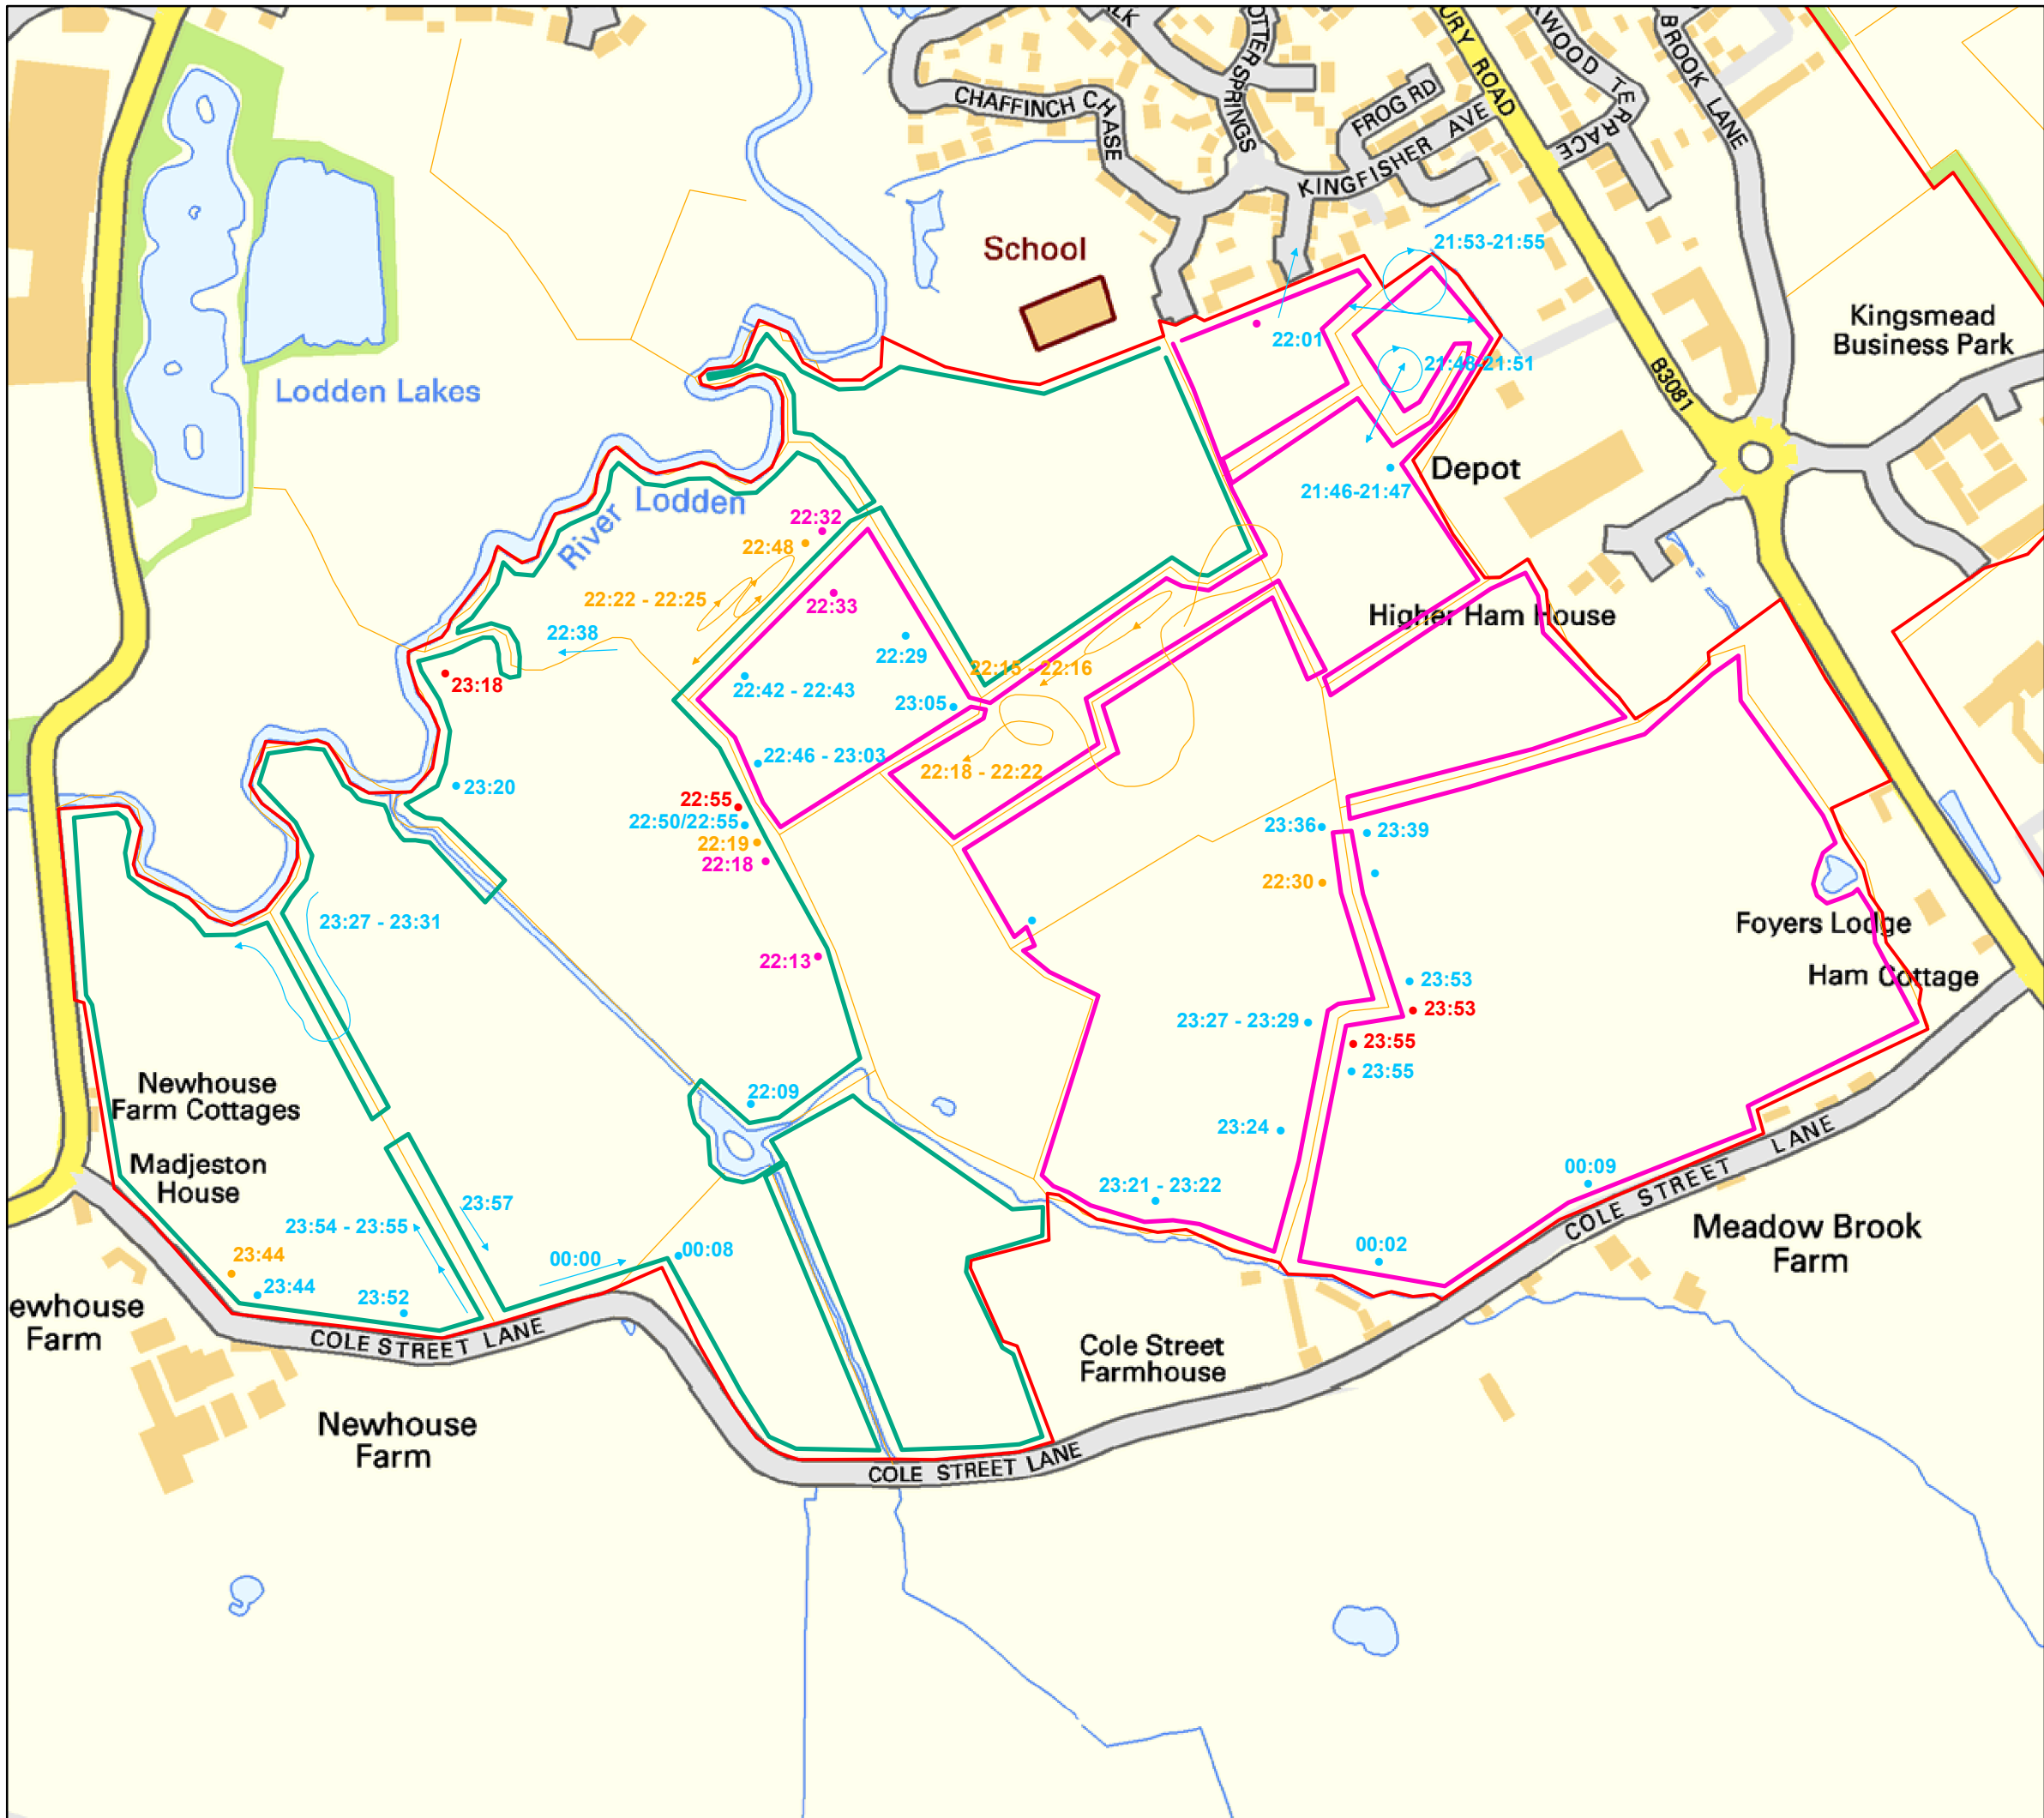 CHAFFINCH CHASE
OTTER SPRINGS
FROG RD
KINGFISHER AVE
URY ROAD
WOOD TERRACE
BROOK LANE
School
21:53-21:55
22:01
21:48-21:51
Kingsmead
Business Park
B3081
Lodden Lakes
Depot
21:46-21:47
River Lodden
22:32
22:48
22:22 - 22:25
22:33
22:38
22:29
Higher Ham House
22:15 - 22:16
23:18
22:42 - 22:43
23:05
22:46 - 23:03
22:18 - 22:22
23:20
22:55
22:50/22:55
22:19
22:18
23:36
23:39
22:30
23:27 - 23:31
Foyers Lodge
22:13
Ham Cottage
23:53
23:53
23:27 - 23:29
23:55
23:55
Newhouse
Farm Cottages
22:09
23:24
Madjeston
House
23:21 - 23:22
00:09
COLE STREET LANE
23:57
23:54 - 23:55
Meadow Brook
Farm
23:44
00:00
00:08
00:02
23:44
23:52
ewhouse
Farm
COLE STREET LANE
Cole Street
Farmhouse
Newhouse
Farm
COLE STREET LANE